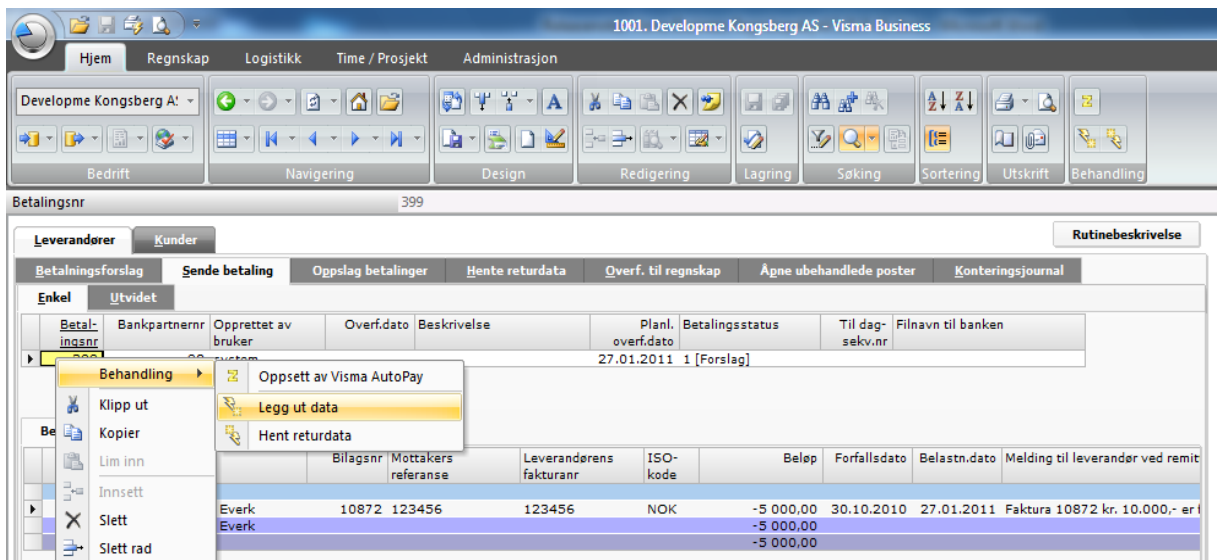 1001. Developme Kongsberg AS - Visma Business
Hjem Regnskap Logistikk Time / Prosjekt Administrasjon
Developme Kongsberg A:
Bedrift Navigering Design Redigering Lagring Søking Sortering Utskrift Behandling
Betalingsnr 399
Leverandører Kunder Rutinebeskrivelse
Betalningsforslag Sende betaling Oppslag betalinger Hente returdata Overf. til regnskap Åpne ubehandlede poster Konteringsjournal
Enkel Utvidet
Betal- Bankpartnernr Opprettet av Overf.dato Beskrivelse Planl. Betalingsstatus Til dag- Filnavn til banken
ingsnr bruker overf.dato sekv.nr
system 27.01.2011 1 [Forslag]
Behandling Oppsett av Visma AutoPay
Klipp ut Legg ut data
Be Kopier Hent returdata
Lim inn Bilagsnr Mottakers Leverandørens ISO- Beløp Forfallsdato Belastn.dato Melding til leverandør ved remit
referanse fakturanr kode
Innsett
Everk 10872 123456 123456 NOK -5 000,00 30.10.2010 27.01.2011 Faktura 10872 kr. 10.000,- er
Slett Everk -5 000,00
-5 000,00
Slett rad